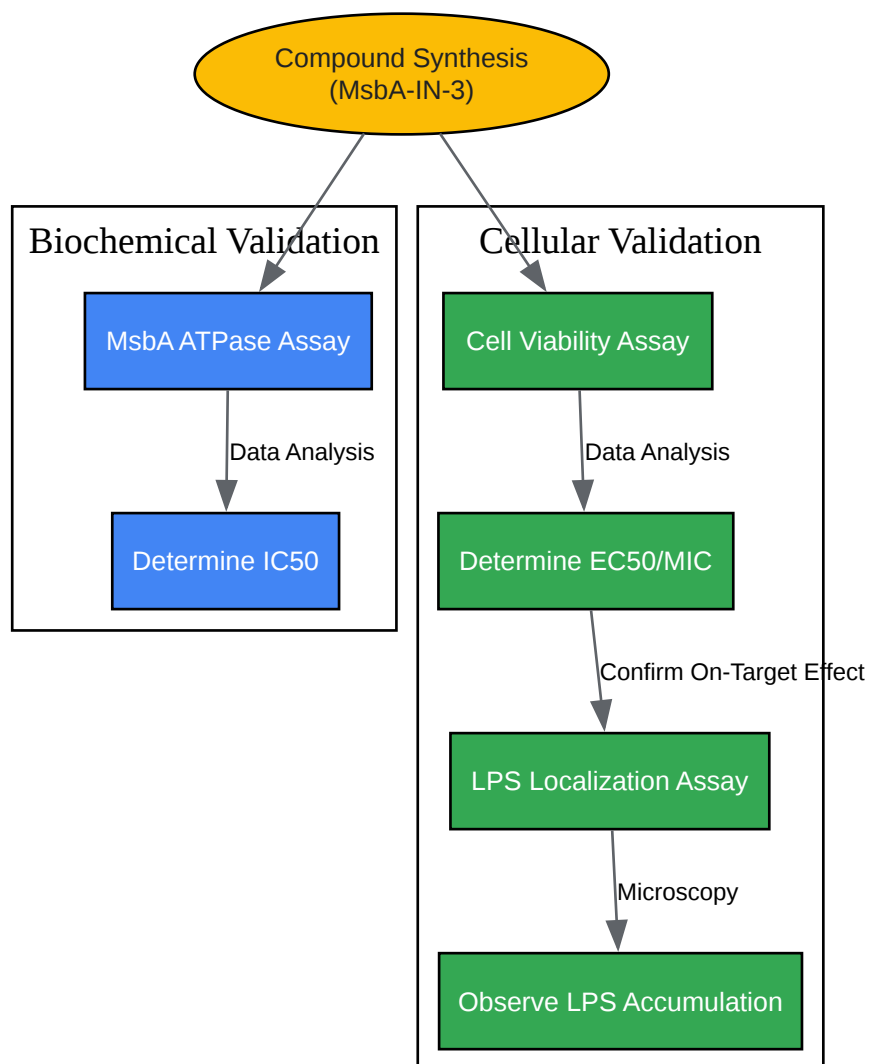 Compound Synthesis
(MsbA-IN-3)
Biochemical Validation
MsbA ATPase Assay
Data Analysis
Determine IC50
Cellular Validation
Cell Viability Assay
Data Analysis
Determine EC50/MIC
Confirm On-Target Effect
LPS Localization Assay
Microscopy
Observe LPS Accumulation